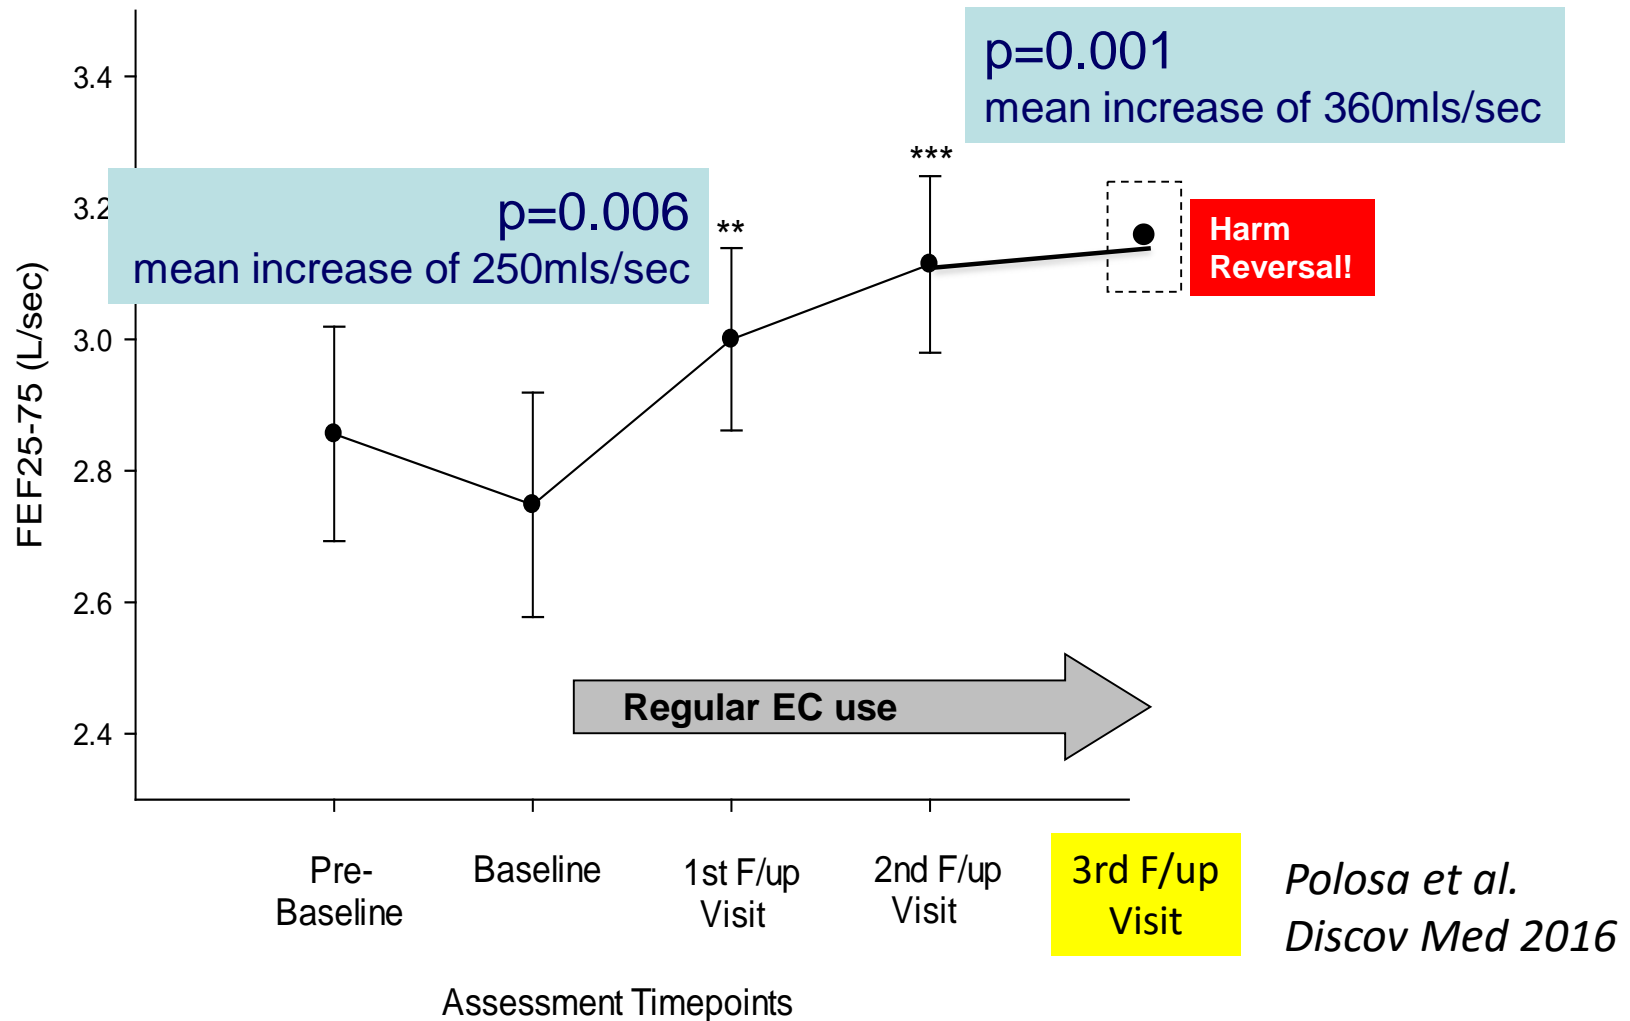 p=0.001
mean increase of 360mls/sec
3.4
3.2
3.0
2.8
2.6
2.4
FEF25-75 (L/sec)
p=0.006
mean increase of 250mls/sec
**
***
Harm
Reversal!
Regular EC use
Pre-
Baseline
Baseline
1st F/up
Visit
2nd F/up
Visit
3rd F/up
Visit
Polosa et al.
Discov Med 2016
Assessment Timepoints